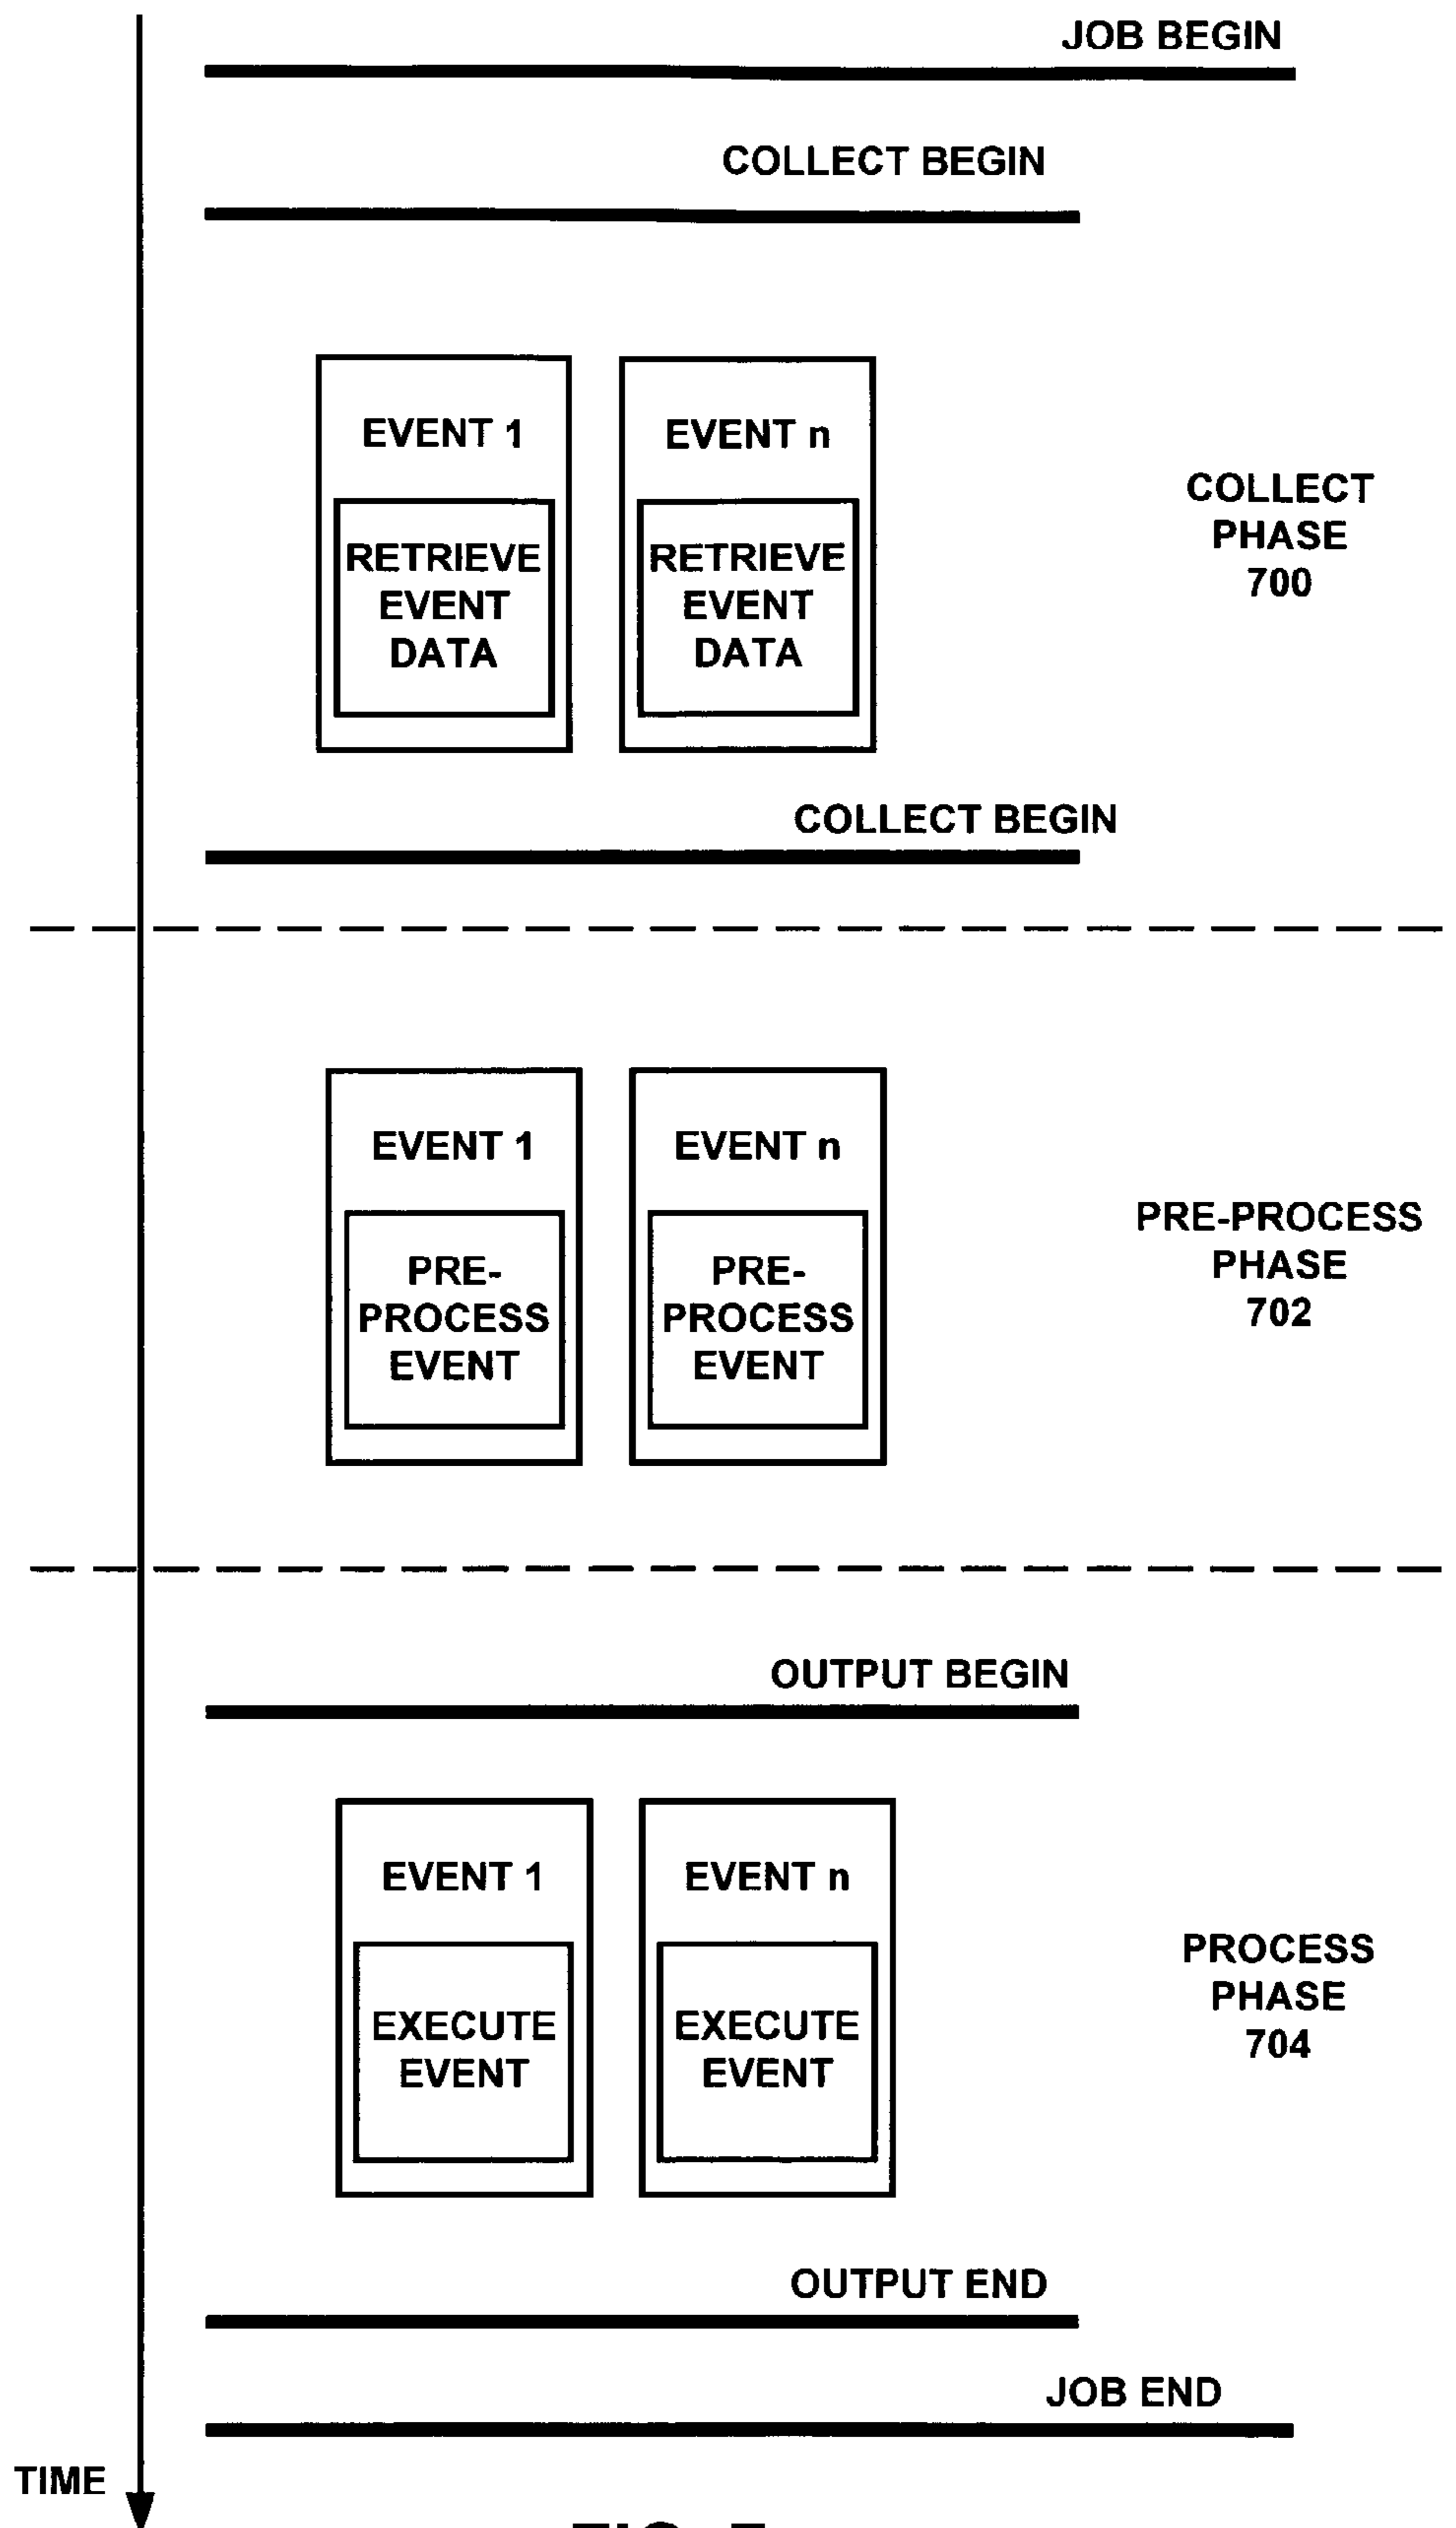 JOB BEGIN
COLLECT BEGIN
EVENT 1
RETRIEVE
EVENT
DATA
EVENT n
RETRIEVE
EVENT
DATA
COLLECT
PHASE
700
COLLECT BEGIN
EVENT 1
PRE-
PROCESS
EVENT
EVENT n
PRE-
PROCESS
EVENT
PRE-PROCESS
PHASE
702
OUTPUT BEGIN
EVENT 1
EXECUTE
EVENT
EVENT n
EXECUTE
EVENT
PROCESS
PHASE
704
OUTPUT END
JOB END
TIME